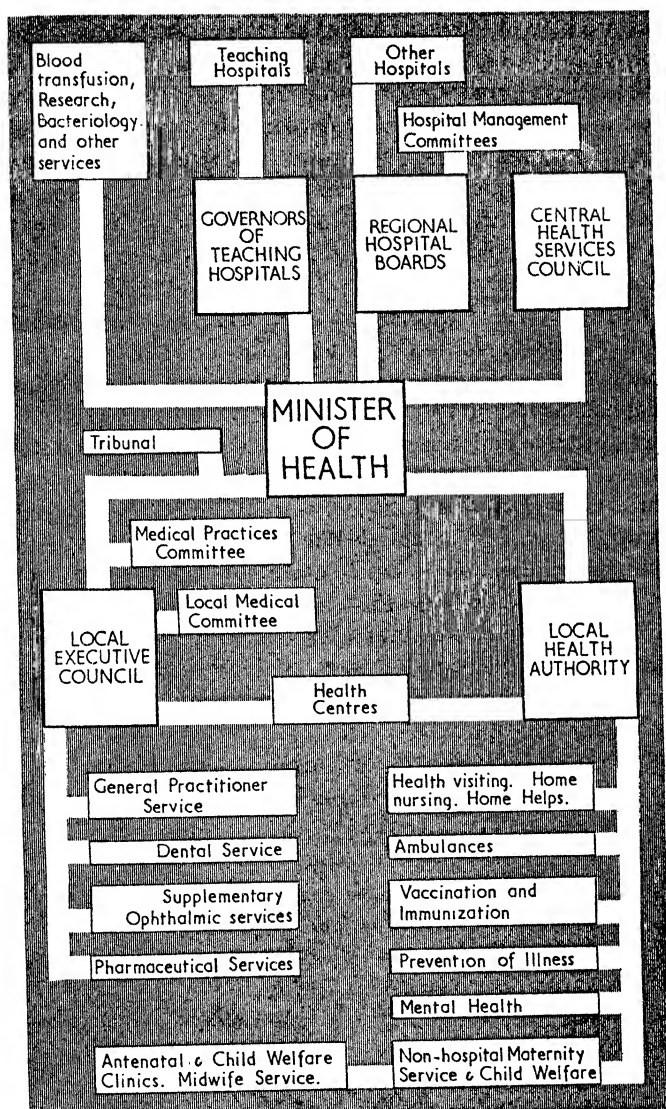 Blood
transfusion,
Research,
Bacteriology.
and other
services
Teaching
Hospitals
Other
Hospitals
Hospital Management
Committees
GOVERNORS
OF
TEACHING
HOSPITALS
REGIONAL
HOSPITAL
BOARDS
CENTRAL
HEALTH
SERVICES
COUNCIL
MINISTER
OF
HEALTH
Tribunal
Medical Practices
Committee
Local Medical
Committee
LOCAL
EXECUTIVE
COUNCIL
LOCAL
HEALTH
AUTHORITY
Health
Centres
General Practitioner
Service
Dental Service
Supplementary
Ophthalmic services
Pharmaceutical Services
Health visiting. Home
nursing. Home Helps.
Ambulances
Vaccination and
Immunization
Prevention of Illness
Mental Health
Antenatal & Child Welfare
Clinics. Midwife Service.
Non-hospital Maternity
Service & Child Welfare